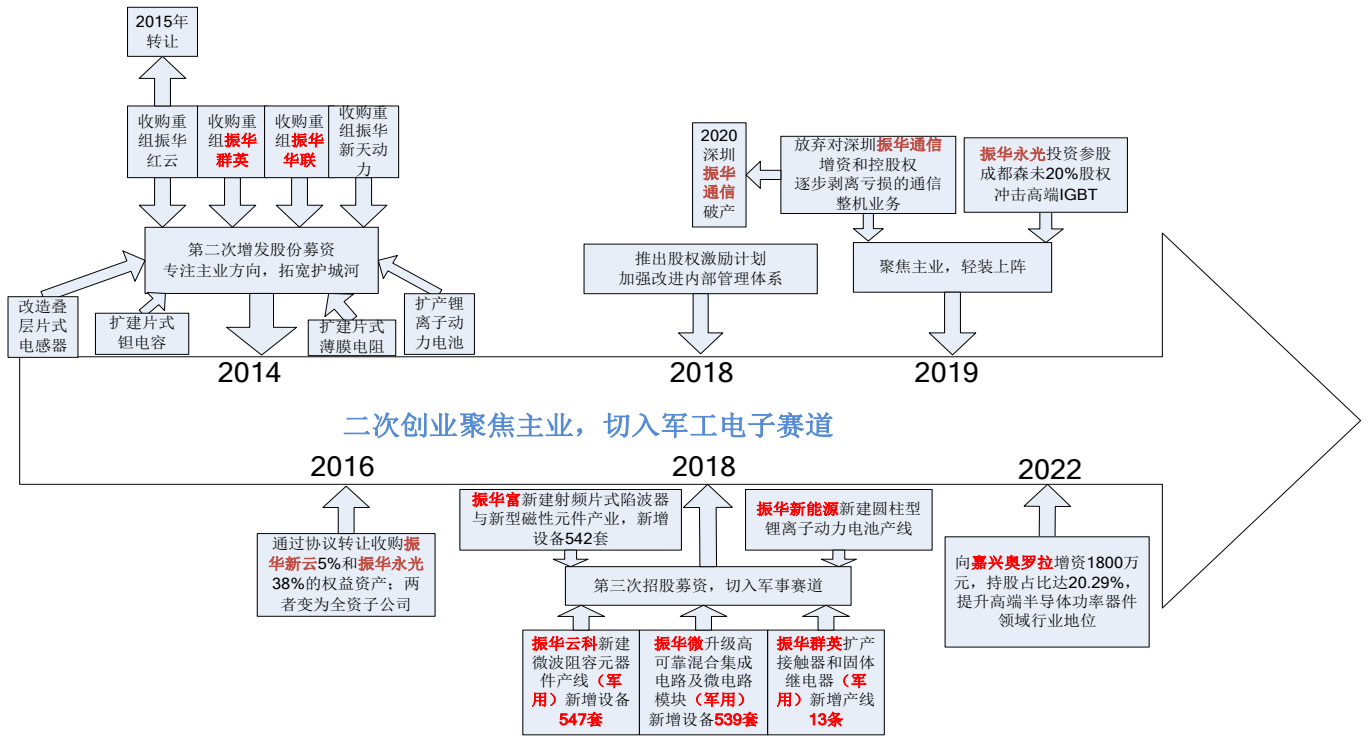 2015年
转让
收购重
组振华
红云
收购重
组振华
群英
收购重
组振华
华联
收购重
组振华
新天动
力
第二次增发股份募资
专注主业方向，拓宽护城河
改造叠
层片式
电感器
扩建片式
钽电容
扩建片式
薄膜电阻
扩产锂
离子动
力电池
2014
2020
深圳
振华
通信
破产
放弃对深圳振华通信
增资和控股权
逐步剥离亏损的通信
整机业务
振华永光投资参股
成都森未20%股权
冲击高端IGBT
推出股权激励计划
加强改进内部管理体系
聚焦主业，轻装上阵
2018
2019
二次创业聚焦主业，切入军工电子赛道
2016
2018
2022
通过协议转让收购振
华新云5%和振华永光
38%的权益资产；两
者变为全资子公司
振华富新建射频片式陷波器
与新型磁性元件产业，新增
设备542套
振华新能源新建圆柱型
锂离子动力电池产线
第三次招股募资，切入军事赛道
振华云科新建
微波阻容元器
件产线（军
用）新增设备
547套
振华微升级高
可靠混合集成
电路及微电路
模块（军用）
新增设备539套
振华群英扩产
接触器和固体
继电器（军
用）新增产线
13条
向嘉兴奥罗拉增资1800万
元，持股占比达20.29%，
提升高端半导体功率器件
领域行业地位